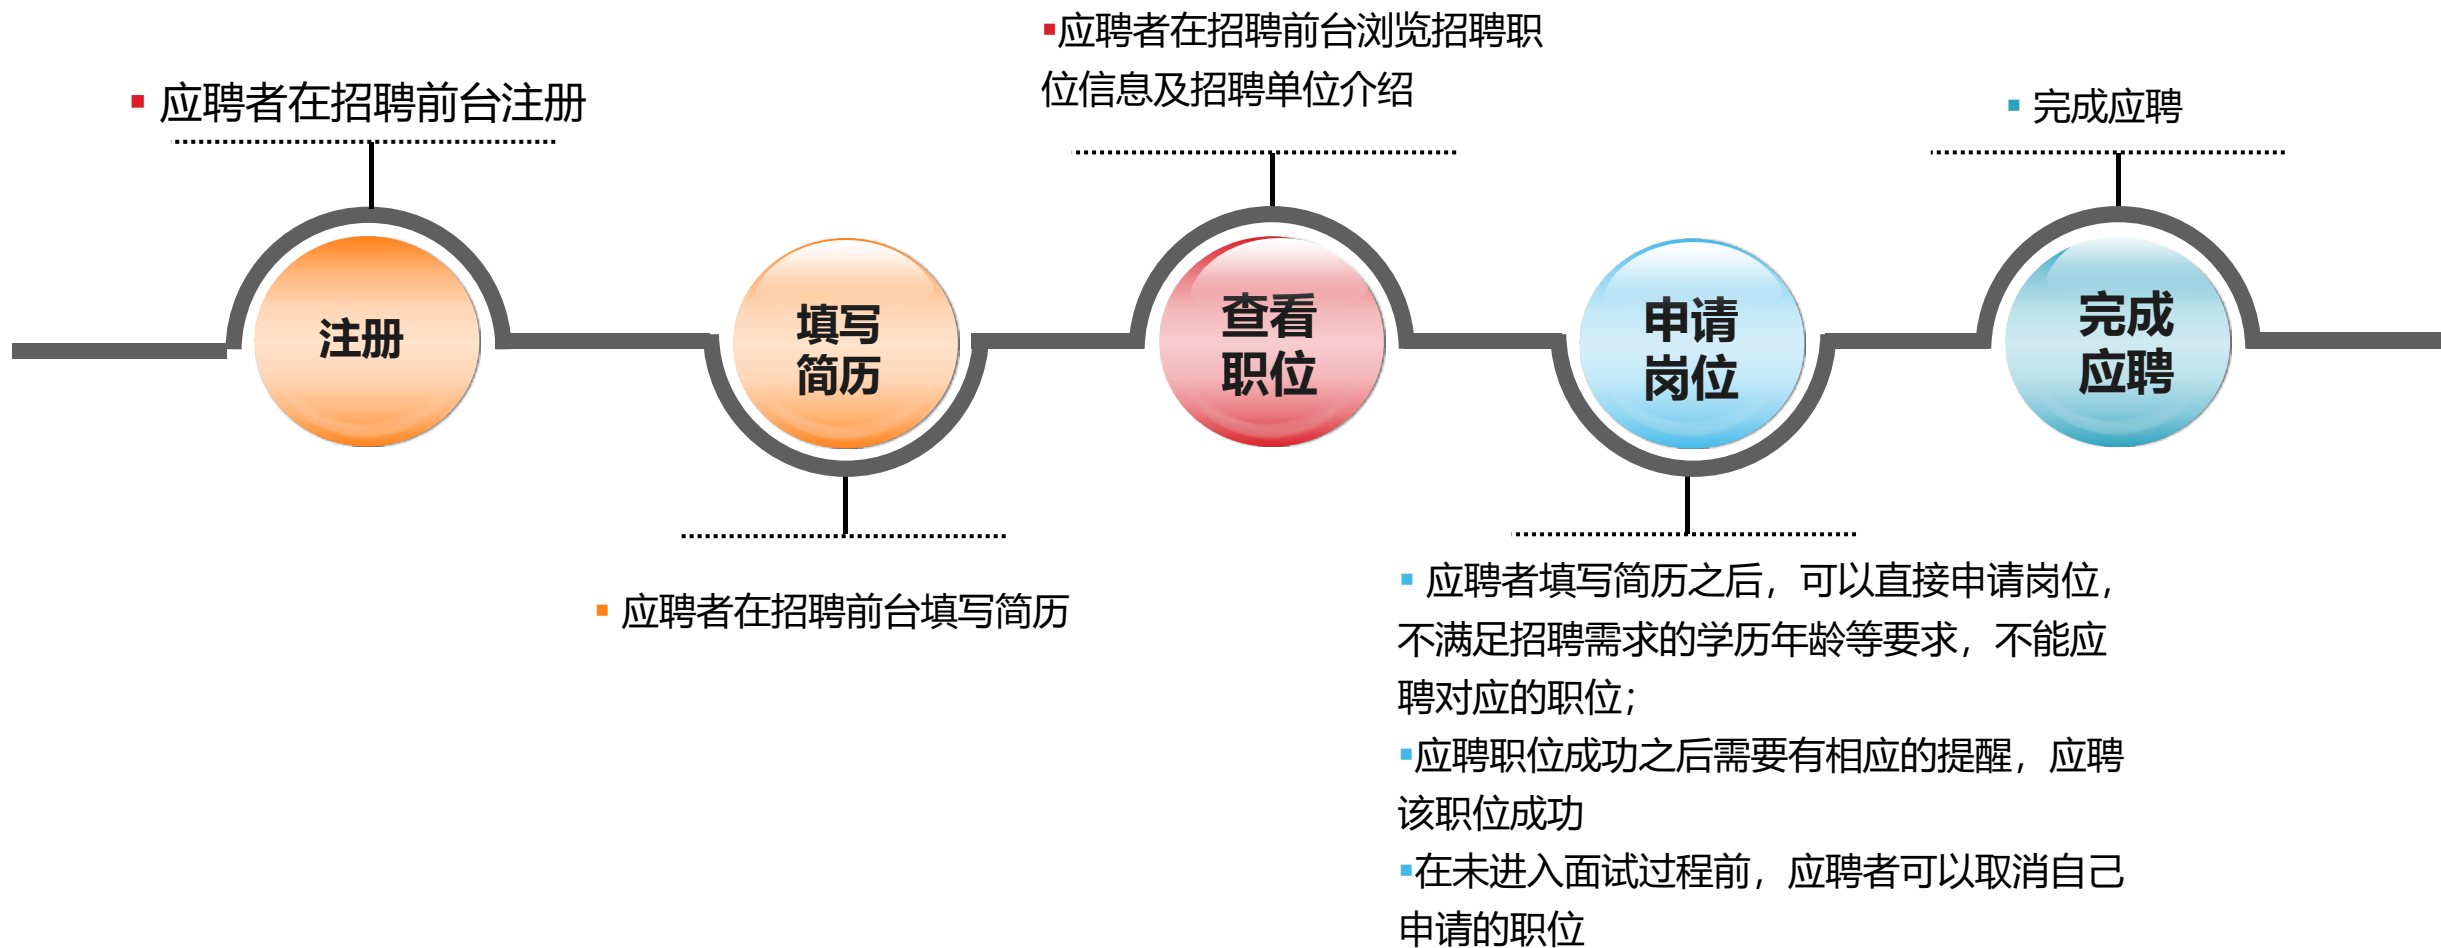 ▪应聘者在招聘前台浏览招聘职
位信息及招聘单位介绍
▪ 应聘者在招聘前台注册
▪ 完成应聘
注册
填写
简历
查看
职位
申请
岗位
完成
应聘
▪ 应聘者在招聘前台填写简历
▪ 应聘者填写简历之后，可以直接申请岗位，
不满足招聘需求的学历年龄等要求，不能应
聘对应的职位；
▪应聘职位成功之后需要有相应的提醒，应聘
该职位成功
▪在未进入面试过程前，应聘者可以取消自己
申请的职位